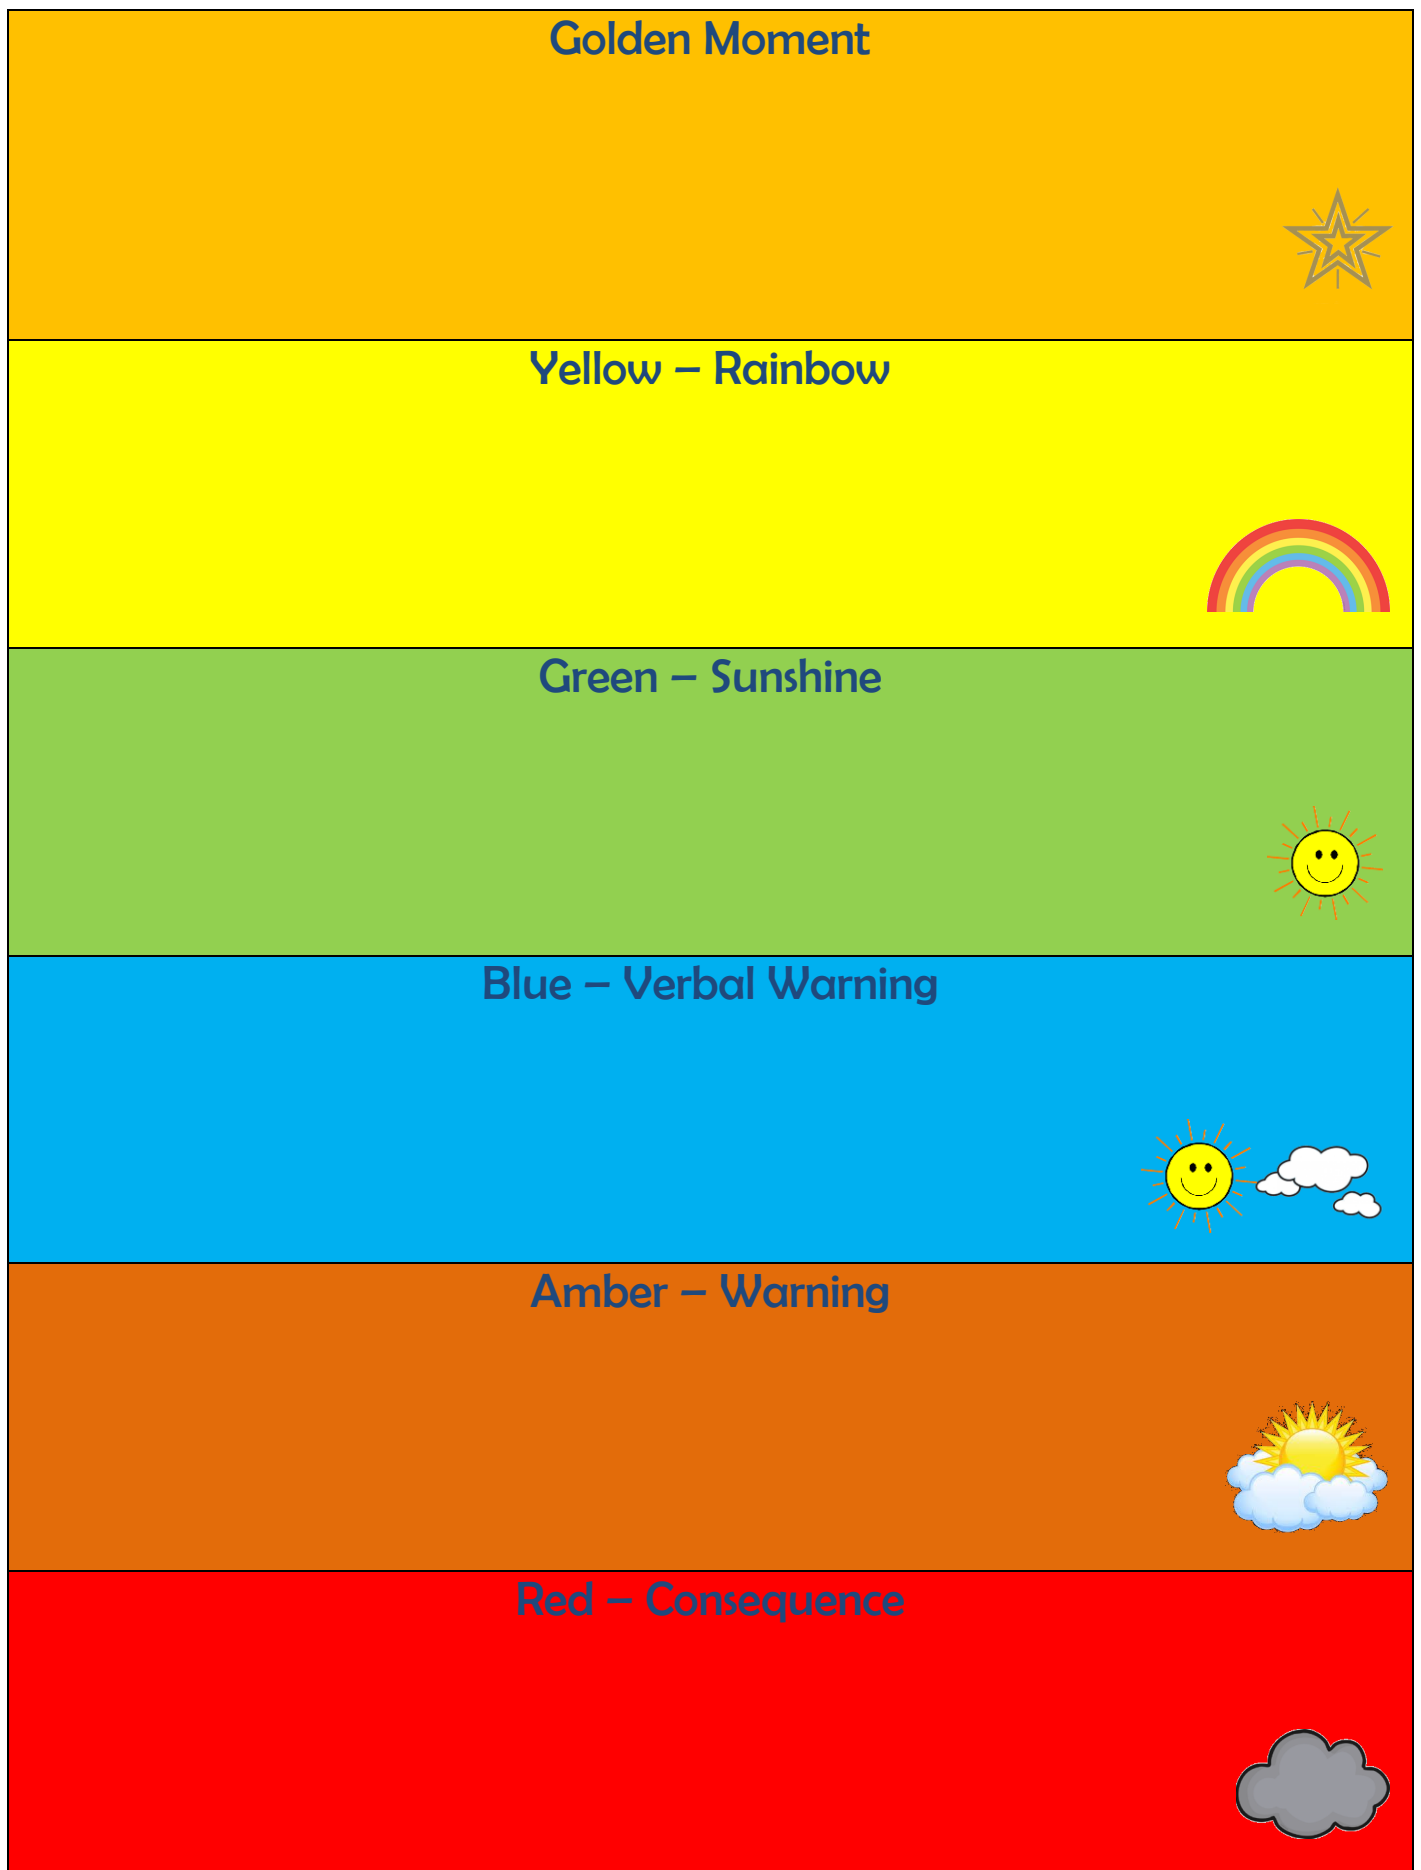 Golden Moment
Yellow – Rainbow
Green – Sunshine
Blue – Verbal Warning
Amber – Warning
Red – Consequence